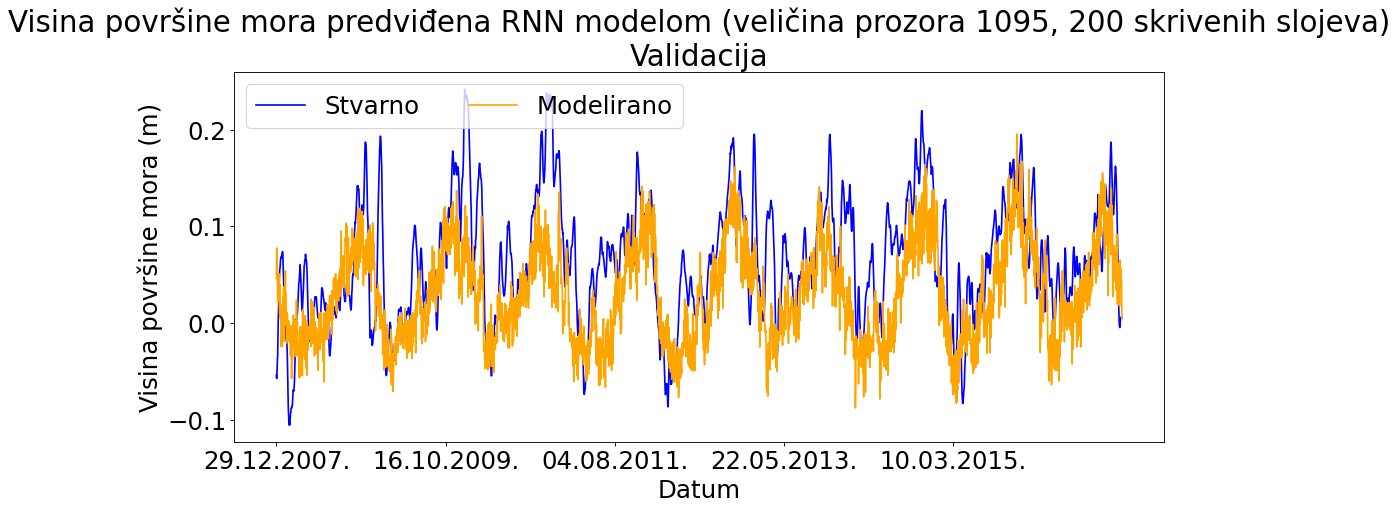 Visina površine mora predviđena RNN modelom (veličina prozora 1095, 200 skrivenih slojeva)
Validacija
Stvarno Modelirano
Visina površine mora (m)
0.2
0.1
0.0
−0.1
29.12.2007. 16.10.2009. 04.08.2011. 22.05.2013. 10.03.2015.
Datum